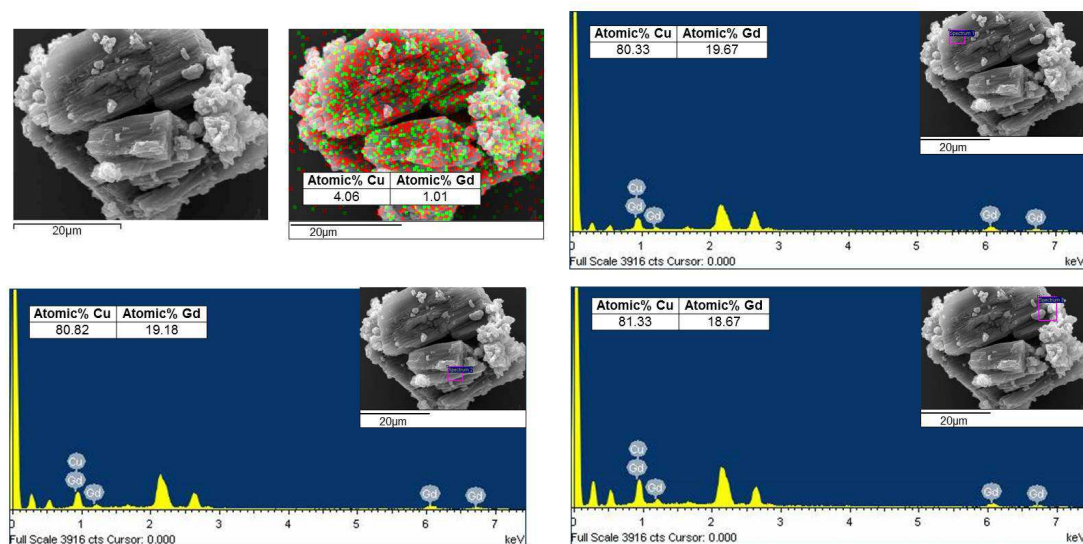 20µm
Atomic% Cu Atomic% Gd
4.06 1.01
20µm
Atomic% Cu Atomic% Gd
80.33 19.67
Spectrum 1
20µm
Cu
Gd
Gd
Gd
Gd
0 1 2 3 4 5 6 7
Full Scale 3916 cts Cursor: 0.000 keV
Atomic% Cu Atomic% Gd
80.82 19.18
Spectrum 2
20µm
Cu
Gd
Gd
Gd
Gd
0 1 2 3 4 5 6 7
Full Scale 3916 cts Cursor: 0.000 keV
Atomic% Cu Atomic% Gd
81.33 18.67
20µm
Cu
Gd
Gd
Gd
Gd
0 1 2 3 4 5 6 7
Full Scale 3916 cts Cursor: 0.000 keV